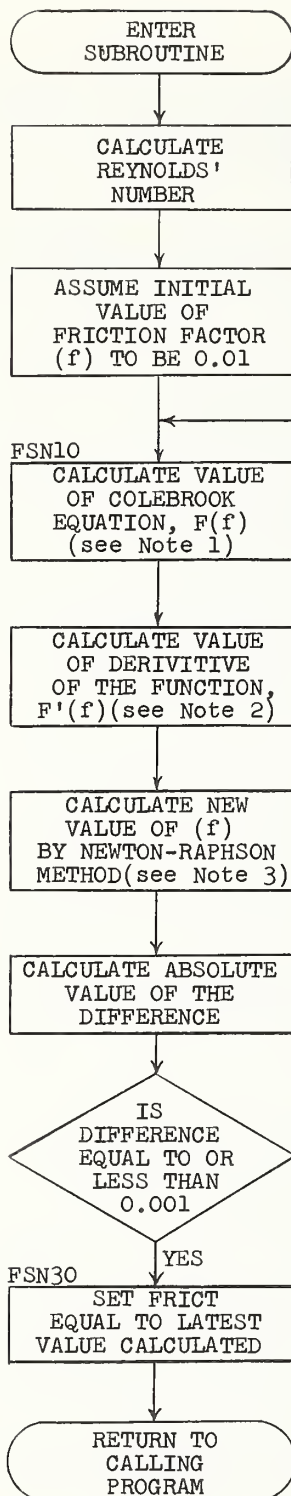 ENTER
SUBROUTINE
CALCULATE
REYNOLDS'
NUMBER
ASSUME INITIAL
VALUE OF
FRICTION FACTOR
(f) TO BE 0.01
FSN10
CALCULATE VALUE
OF COLEBROOK
EQUATION, F(f)
(see Note 1)
CALCULATE VALUE
OF DERIVITIVE
OF THE FUNCTION,
F'(f)(see Note 2)
CALCULATE NEW
VALUE OF (f)
BY NEWTON-RAPHSON
METHOD(see Note 3)
CALCULATE ABSOLUTE
VALUE OF THE
DIFFERENCE
IS
DIFFERENCE
EQUAL TO OR
LESS THAN
0.001
YES
FSN30
SET FRICT
EQUAL TO LATEST
VALUE CALCULATED
RETURN TO
CALLING
PROGRAM